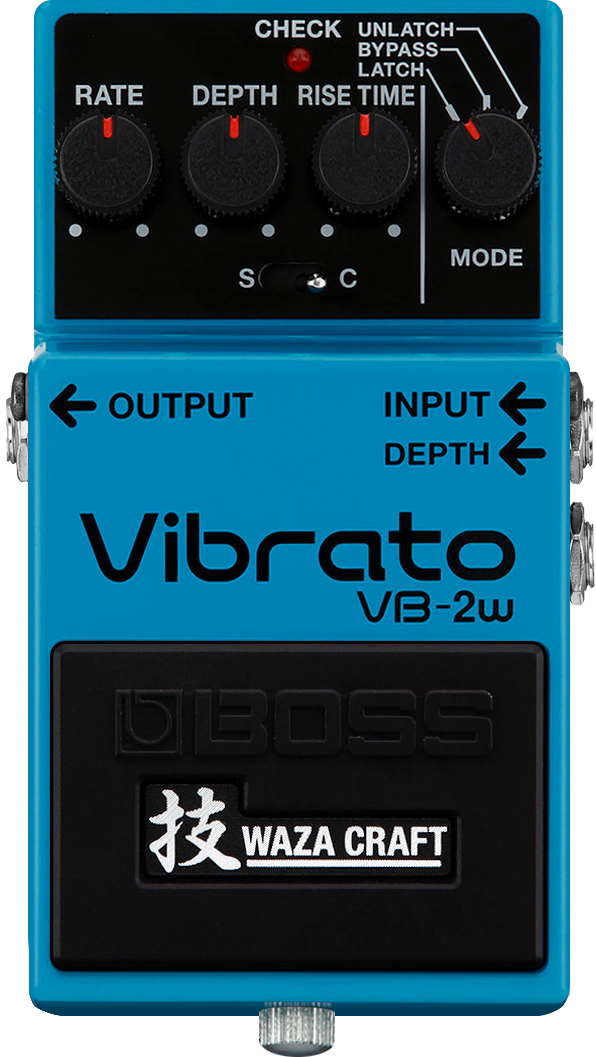 CHECK
UNLATCH
BYPASS
LATCH
RATE
DEPTH
RISE TIME
MODE
S
C
OUTPUT
INPUT
DEPTH
Vibrato
VB-2w
BOSS
技 WAZA CRAFT